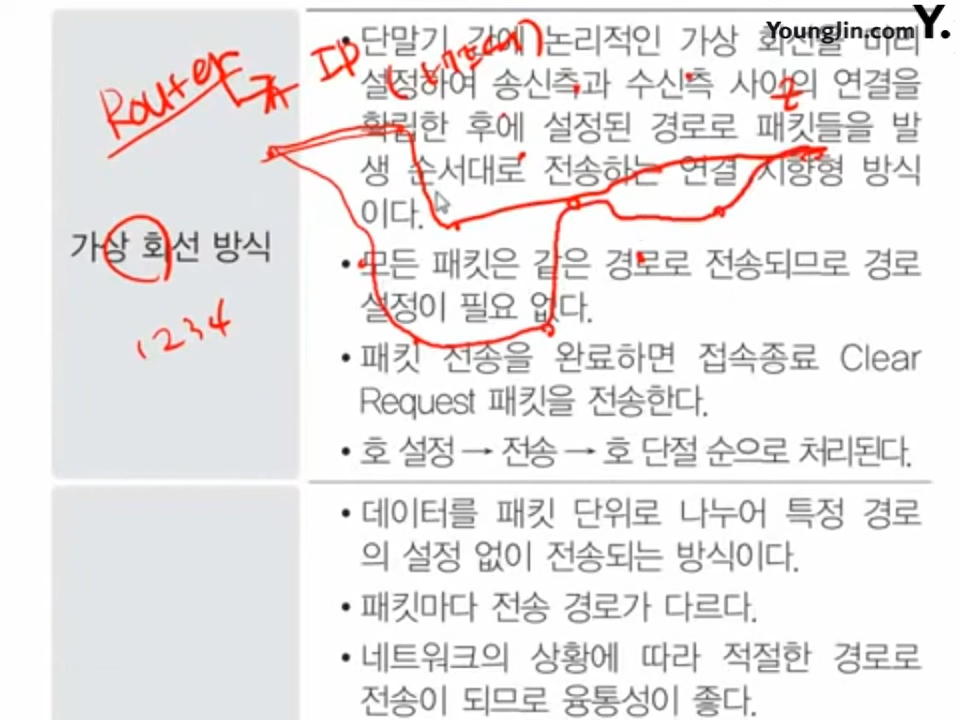 Younglin.com Y.
단말기 간에 논리적인 가상 회선을 미리
설정하여 송신측과 수신측 사이의 연결을
확립한 후에 설정된 경로로 패킷들을 발
생 순서대로 전송하는 연결 지향형 방식
이다.
Router
IP
Z
가상 회선 방식
1234
• 모든 패킷은 같은 경로로 전송되므로 경로
설정이 필요 없다.
• 패킷 전송을 완료하면 접속종료 Clear
Request 패킷을 전송한다.
• 호 설정 → 전송 → 호 단절 순으로 처리된다.
• 데이터를 패킷 단위로 나누어 특정 경로
의 설정 없이 전송되는 방식이다.
• 패킷마다 전송 경로가 다르다.
• 네트워크의 상황에 따라 적절한 경로로
전송이 되므로 융통성이 좋다.